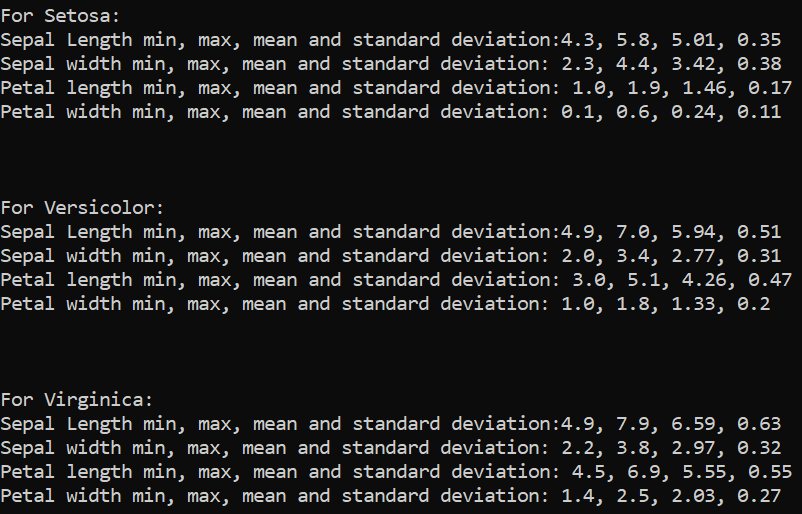 For Setosa:
Sepal Length min, max, mean and standard deviation:4.3, 5.8, 5.01, 0.35
Sepal width min, max, mean and standard deviation: 2.3, 4.4, 3.42, 0.38
Petal length min, max, mean and standard deviation: 1.0, 1.9, 1.46, 0.17
Petal width min, max, mean and standard deviation: 0.1, 0.6, 0.24, 0.11
For Versicolor:
Sepal Length min, max, mean and standard deviation:4.9, 7.0, 5.94, 0.51
Sepal width min, max, mean and standard deviation: 2.0, 3.4, 2.77, 0.31
Petal length min, max, mean and standard deviation: 3.0, 5.1, 4.26, 0.47
Petal width min, max, mean and standard deviation: 1.0, 1.8, 1.33, 0.2
For Virginica:
Sepal Length min, max, mean and standard deviation:4.9, 7.9, 6.59, 0.63
Sepal width min, max, mean and standard deviation: 2.2, 3.8, 2.97, 0.32
Petal length min, max, mean and standard deviation: 4.5, 6.9, 5.55, 0.55
Petal width min, max, mean and standard deviation: 1.4, 2.5, 2.03, 0.27